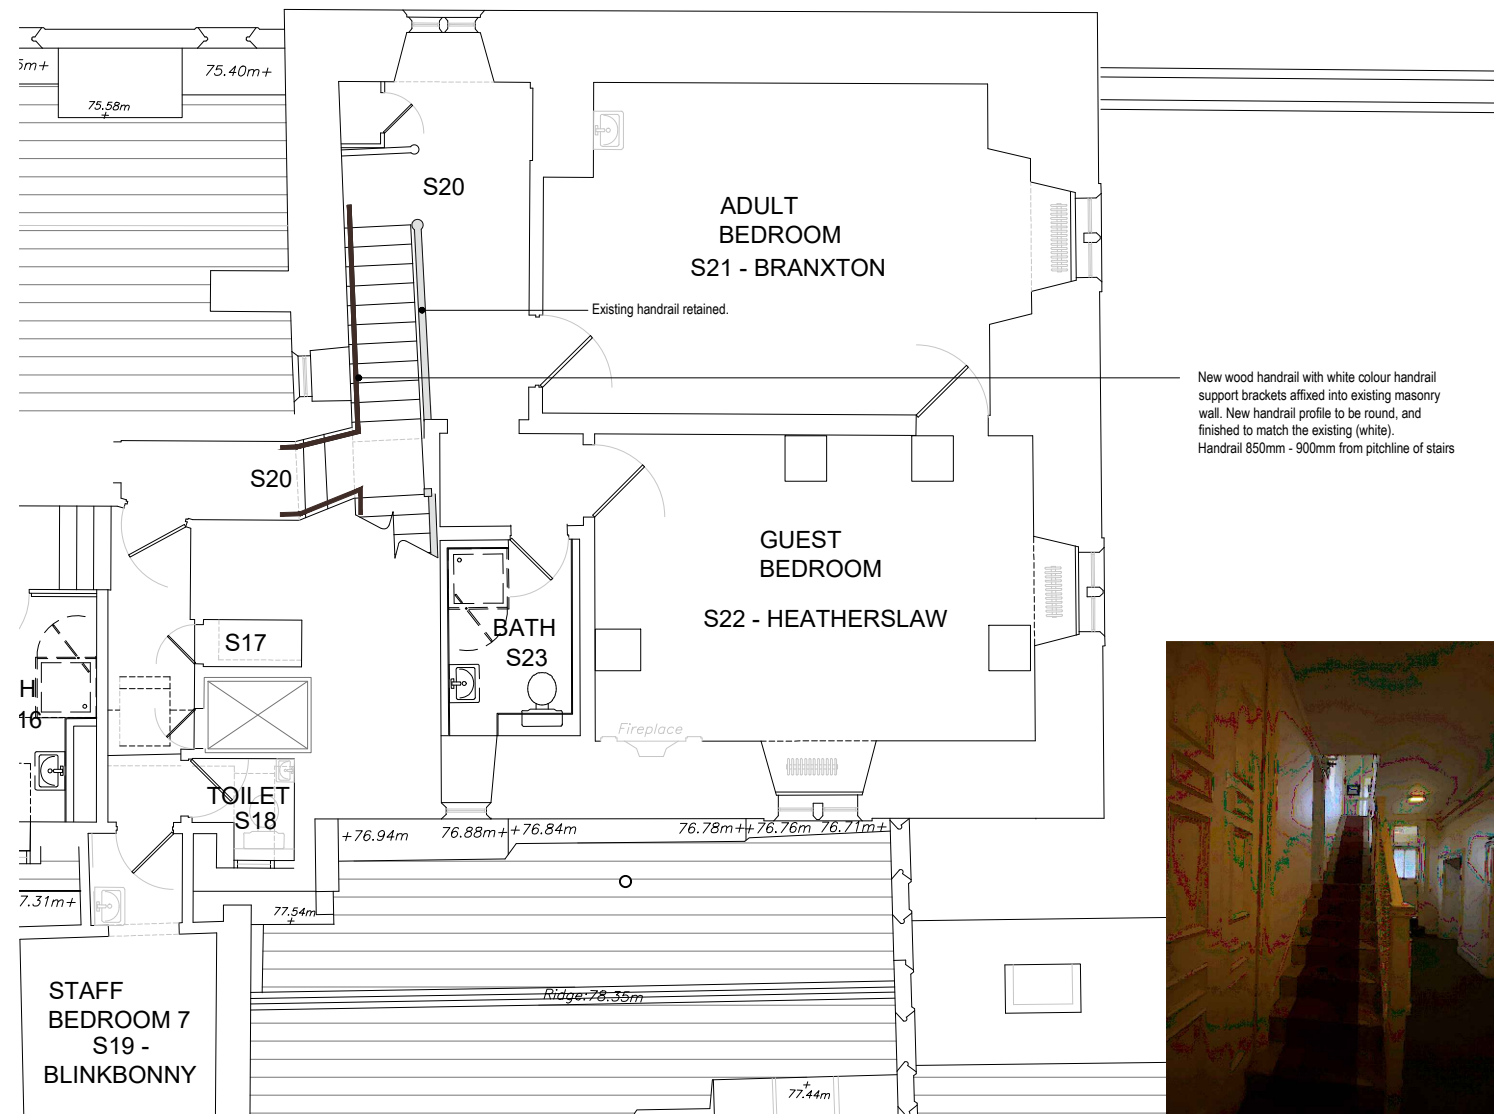 5m+
75.40m+
75.58m
S20
ADULT
BEDROOM
S21 - BRANXTON
Existing handrail retained.
New wood handrail with white colour handrail
support brackets affixed into existing masonry
wall. New handrail profile to be round, and
finished to match the existing (white).
Handrail 850mm - 900mm from pitchline of stairs
S20
GUEST
BEDROOM
S22 - HEATHERSLAW
BATH
S23
S17
H
16
Fireplace
TOILET
S18
+76.94m
76.88m+
+76.84m
76.78m+
+76.76m
76.71m+
7.31m+
77.54m
STAFF
BEDROOM 7
S19 -
BLINKBONNY
Ridge:78.35m
77.44m